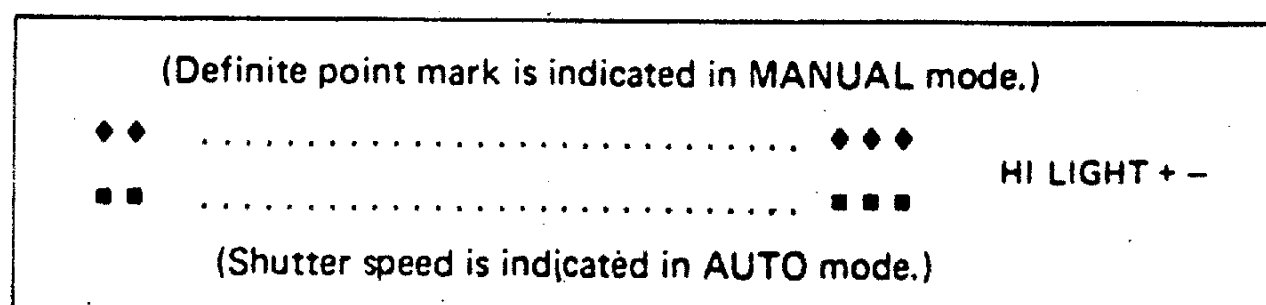 (Definite point mark is indicated in MANUAL mode.)
♦ ♦ ............................ ♦ ♦ ♦
HI LIGHT + –
■ ■ ............................ ■ ■ ■
(Shutter speed is indicated in AUTO mode.)